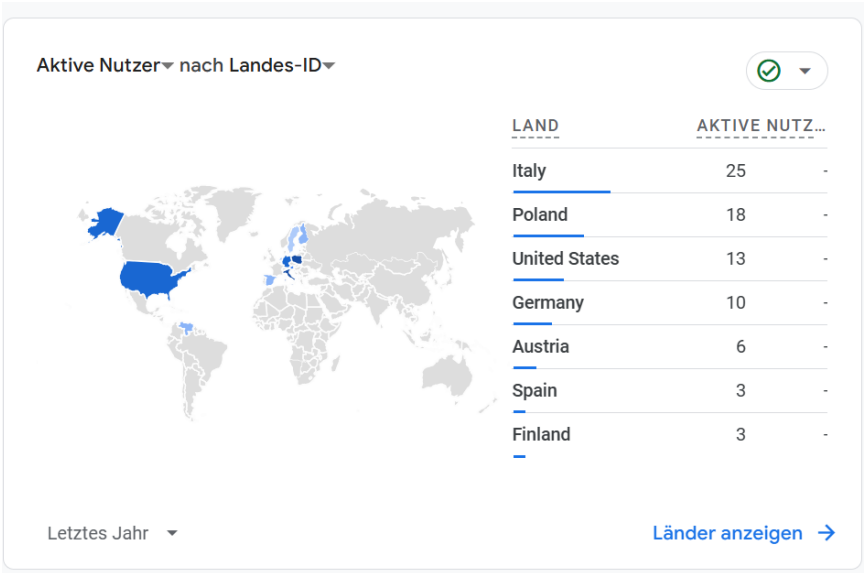 Aktive Nutzer nach Landes-ID
LAND AKTIVE NUTZ…
Italy 25 -
Poland 18 -
United States 13 -
Germany 10 -
Austria 6 -
Spain 3 -
Finland 3 -
Letztes Jahr Länder anzeigen